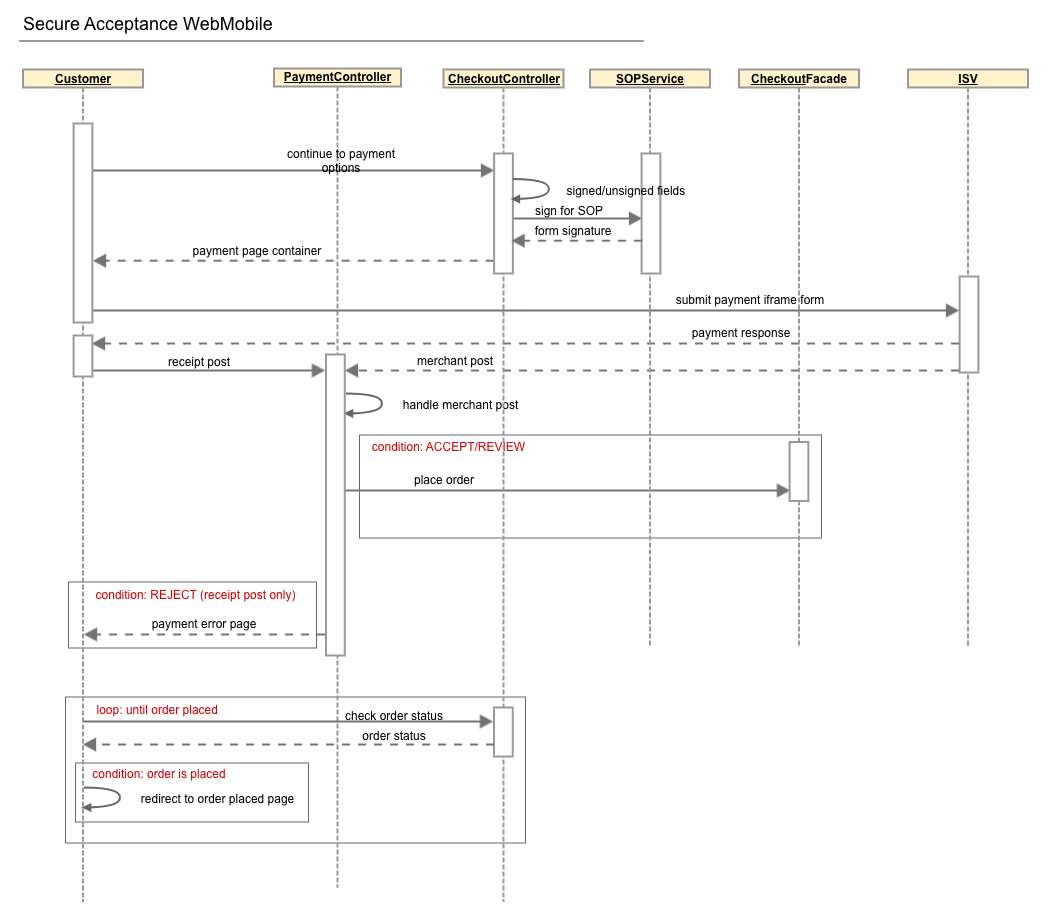 Secure Acceptance WebMobile
Customer
PaymentController
CheckoutController
SOPService
CheckoutFacade
ISV
continue to payment
options
signed/unsigned fields
sign for SOP
form signature
payment page container
submit payment iframe form
payment response
receipt post
merchant post
handle merchant post
condition: ACCEPT/REVIEW
place order
condition: REJECT (receipt post only)
payment error page
loop: until order placed
check order status
order status
condition: order is placed
redirect to order placed page